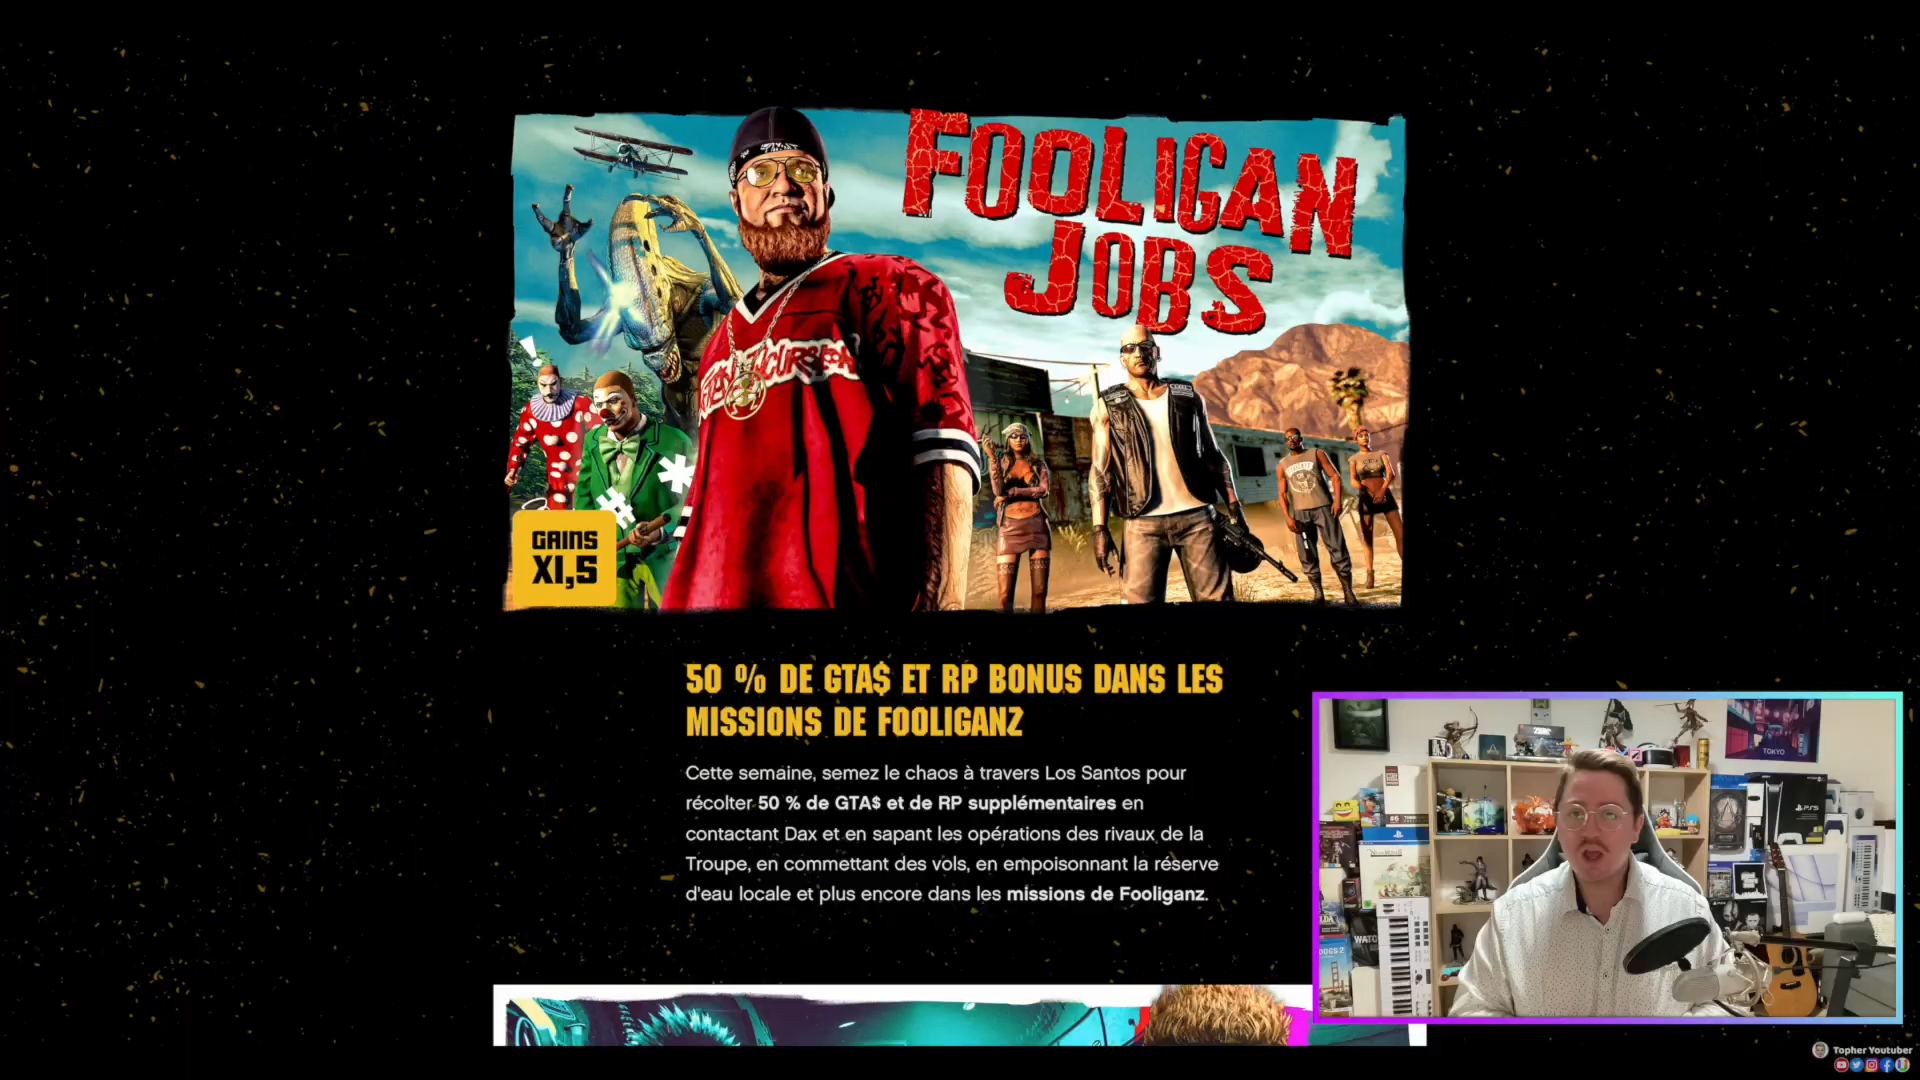 FOOLIGAN
JOBS
GAINS
X1,5
50 % DE GTA$ ET RP BONUS DANS LES
MISSIONS DE FOOLIGANZ
Cette semaine, semez le chaos à travers Los Santos pour
récolter 50 % de GTA$ et de RP supplémentaires en
contactant Dax et en sapant les opérations des rivaux de la
Troupe, en commettant des vols, en empoisonnant la réserve
d'eau locale et plus encore dans les missions de Fooliganz.
TOKYO
PS5
Topher Youtuber